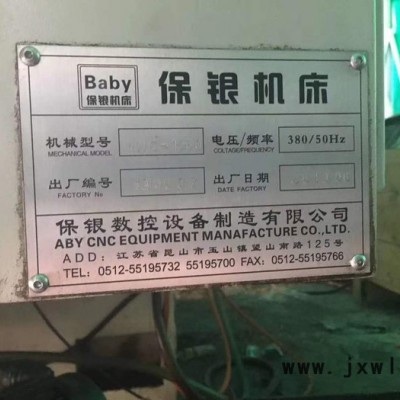 Baby
保银机床
保银机床
机械型号
MECHANICAL MODEL
电压/频率
COLTAGE/FREQUENCY
380/50Hz
出厂编号
FACTORY No
出厂日期
DATE FACTORY
保银数控设备制造有限公司
ABY CNC EQUIPMENT MANAFACTURE CO.,LTD
ADD: 江苏省昆山市玉山镇望山南路125号
TEL: 0512-55195732 55195700 FAX: 0512-55195766
www.jxwl